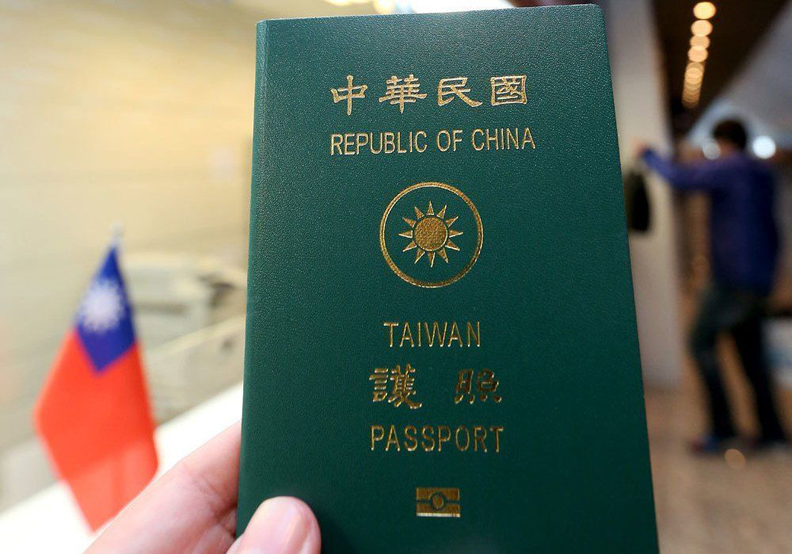 中華民國
REPUBLIC OF CHINA
TAIWAN
護照
PASSPORT